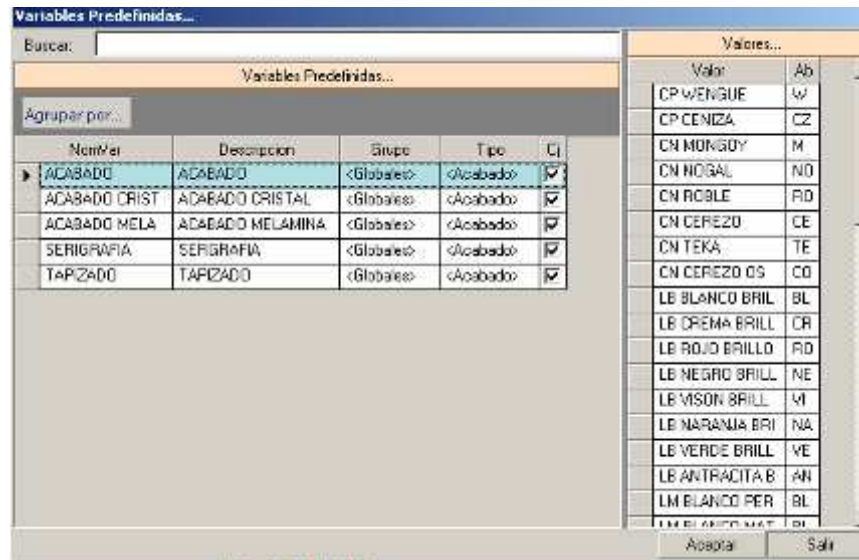 Variables Predefinidas...
Buscar:
Variables Predefinidas...
Agrupar por...
NomVar Descripcion Grupo Tipo
ACABADO ACABADO <Globales> <Acabado>
ACABADO CRIST ACABADO CRISTAL <Globales> <Acabado>
ACABADO MELA ACABADO MELAMINA <Globales> <Acabado>
SERIGRAFIA SERIGRAFIA <Globales> <Acabado>
TAPIZADO TAPIZADO <Globales> <Acabado>
Valores...
Valor Ab
CP WENGUE W
CP CENIZA CZ
CN MONGOY M
CN NOGAL NO
CN ROBLE RO
CN CEREZO CE
CN TEKA TE
CN CEREZO OS CO
LB BLANCO BRIL BL
LB CREMA BRILL CR
LB ROJO BRILLO RO
LB NEGRO BRILL NE
LB VISON BRILL VI
LB NARANJA BRI NA
LB VERDE BRILL VE
LB ANTRACITA B AN
LM BLANCO PER BL
LM BLANCO MAT BL
Aceptar Salir